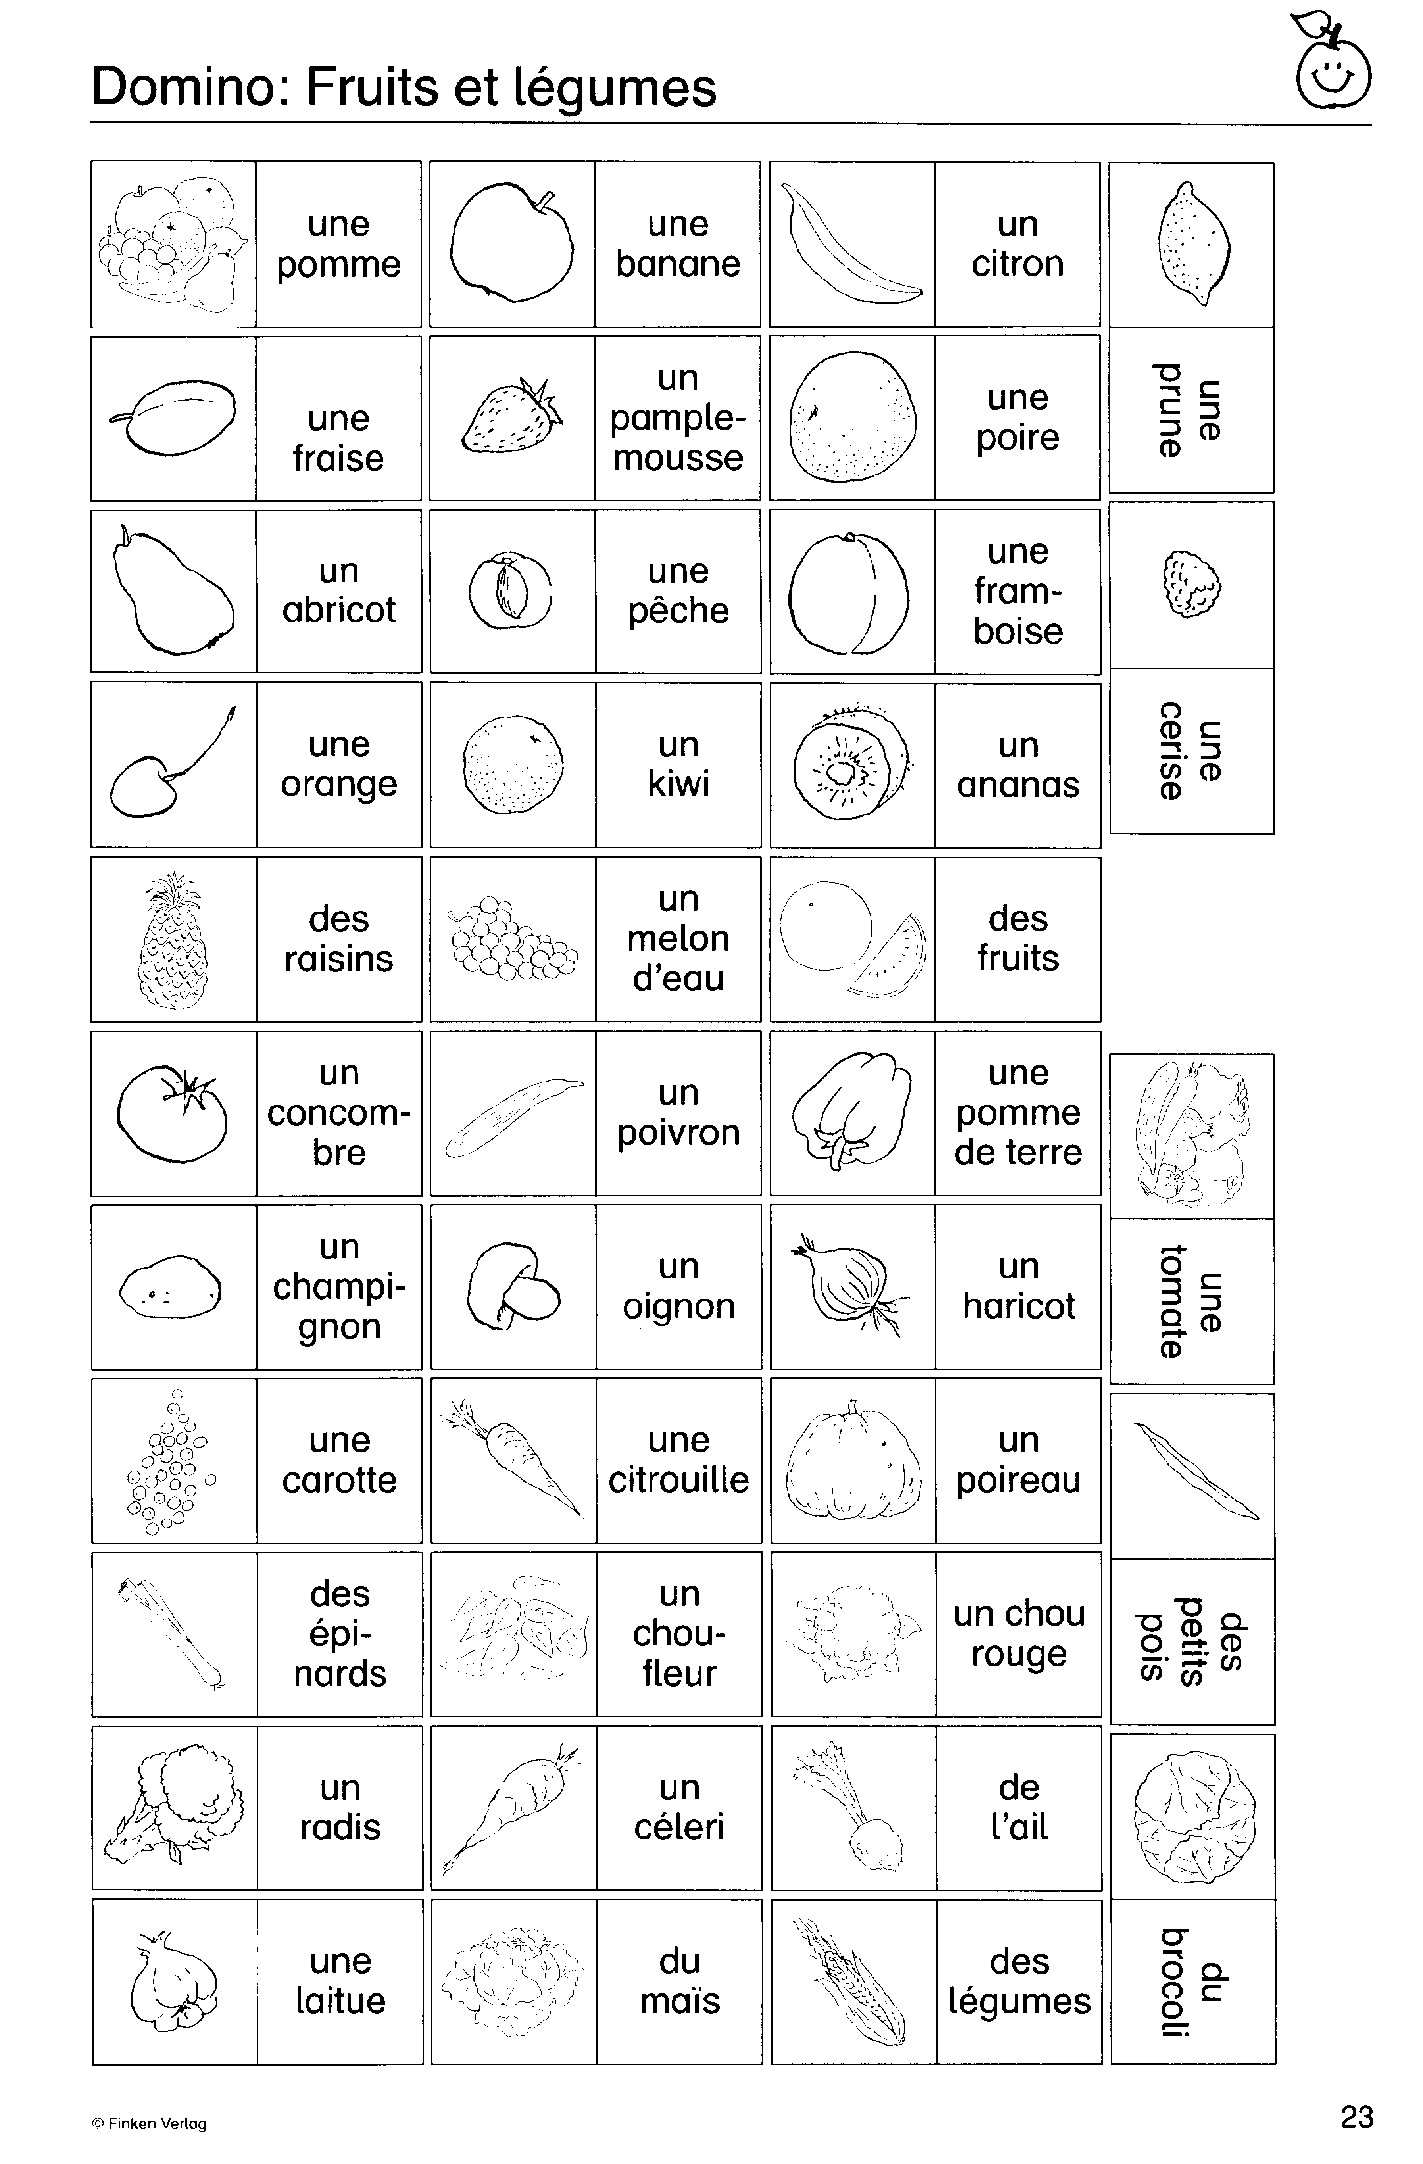 Domino: Fruits et légumes
une
pomme
une
banane
un
citron
une
prune
une
fraise
un
pample-
mousse
une
poire
un
abricot
une
pêche
une
fram-
boise
une
cerise
une
orange
un
kiwi
un
ananas
des
raisins
un
melon
d'eau
des
fruits
un
concom-
bre
un
poivron
une
pomme
de terre
une
tomate
un
champi-
gnon
un
oignon
un
haricot
des
petits
pois
une
carotte
une
citrouille
un
poireau
des
épi-
nards
un
chou-
fleur
un chou
rouge
du
brocoli
un
radis
un
céleri
de
l'ail
une
laitue
du
maïs
des
légumes
© Finken Verlag
23